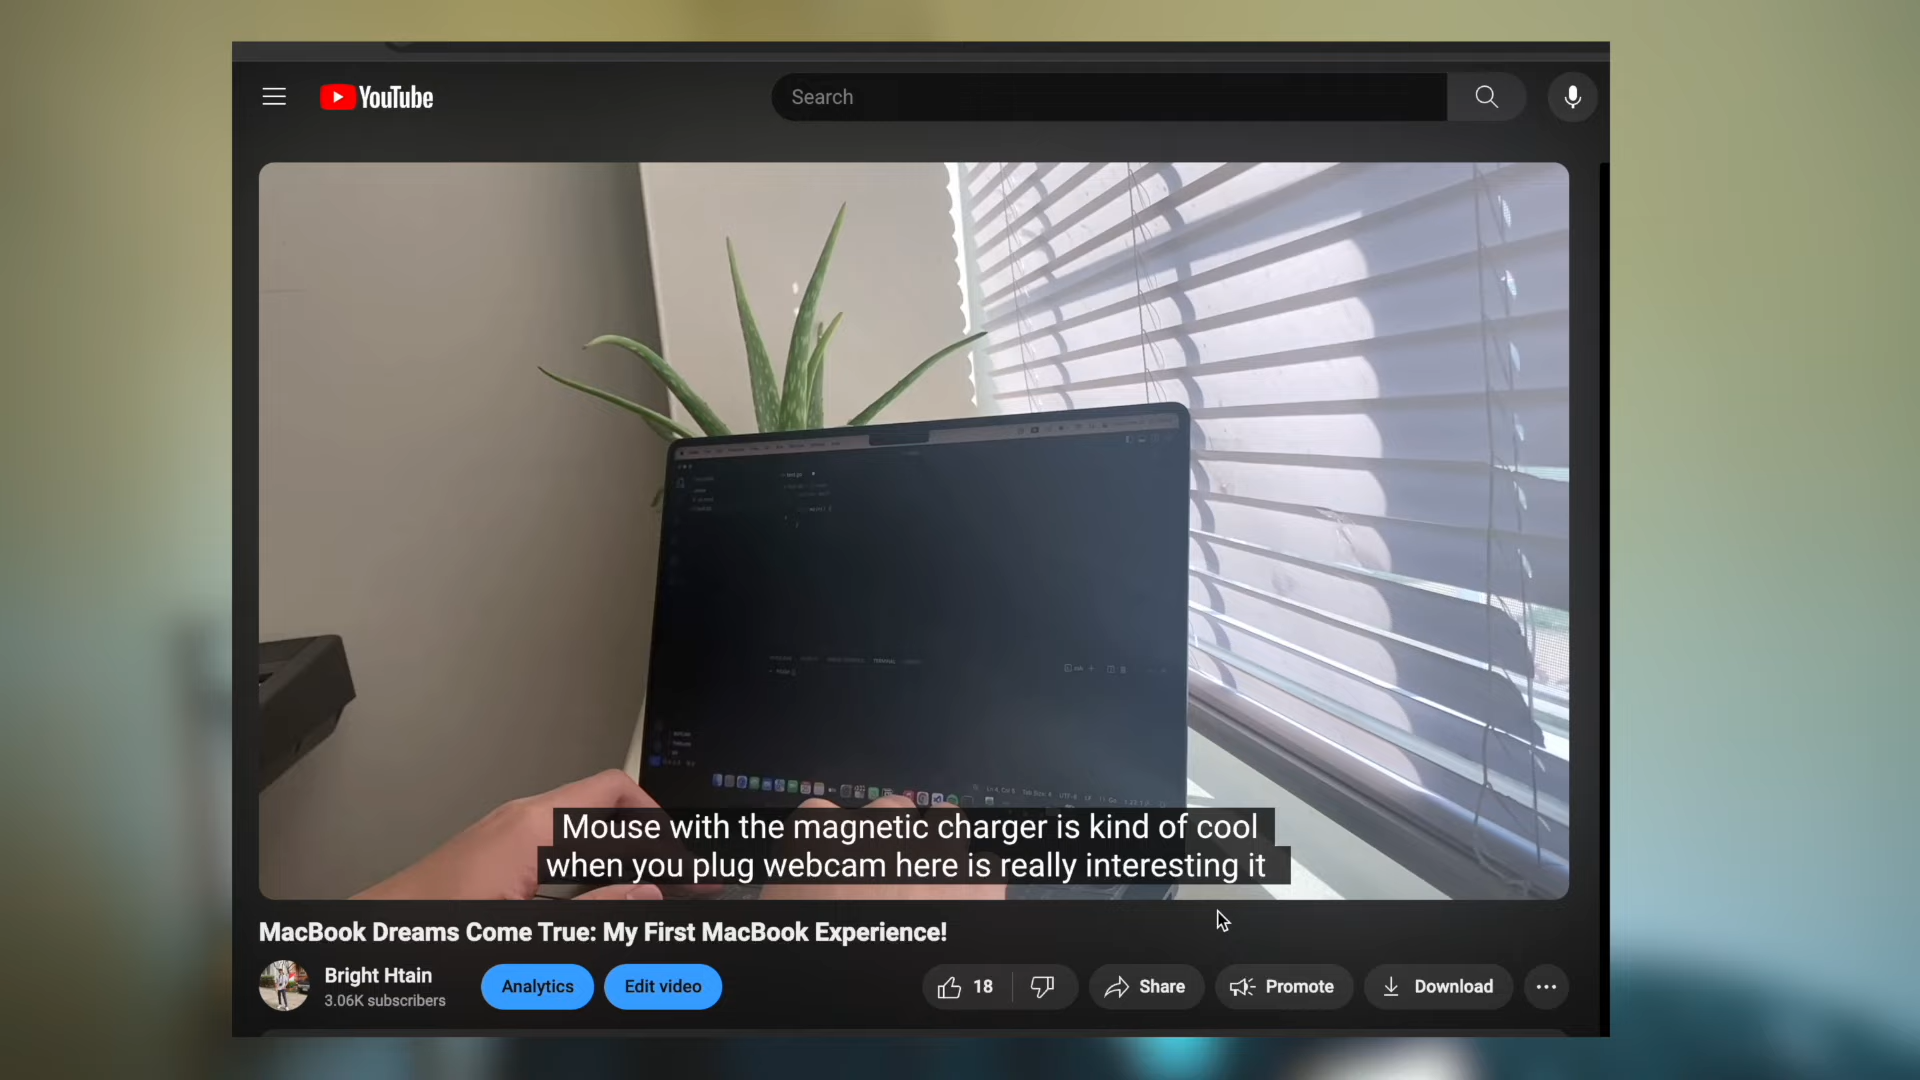 YouTube
Search
Mouse with the magnetic charger is kind of cool
when you plug webcam here is really interesting it
MacBook Dreams Come True: My First MacBook Experience!
Bright Htain
3.06K subscribers
Analytics
Edit video
18
Share
Promote
Download